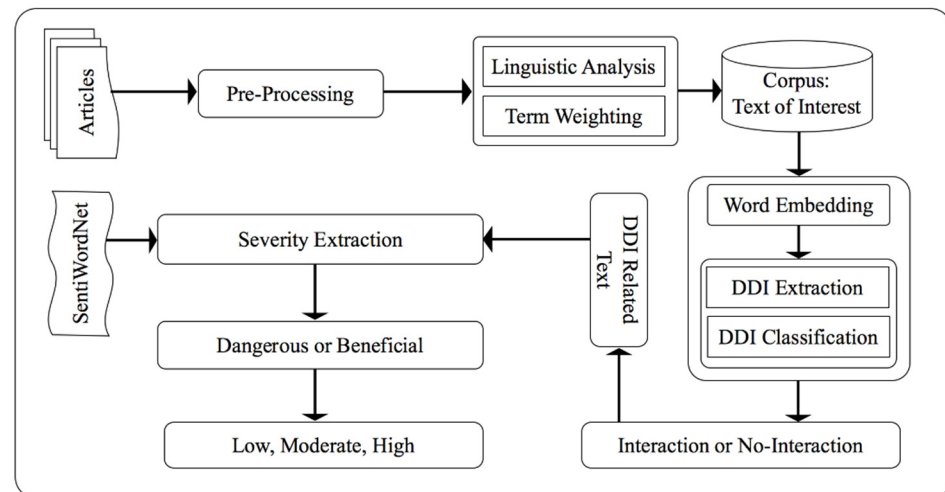 Articles
Pre-Processing
Linguistic Analysis
Term Weighting
Corpus:
Text of Interest
Word Embedding
DDI Extraction
DDI Classification
Interaction or No-Interaction
DDI Related
Text
SentiWordNet
Severity Extraction
Dangerous or Beneficial
Low, Moderate, High